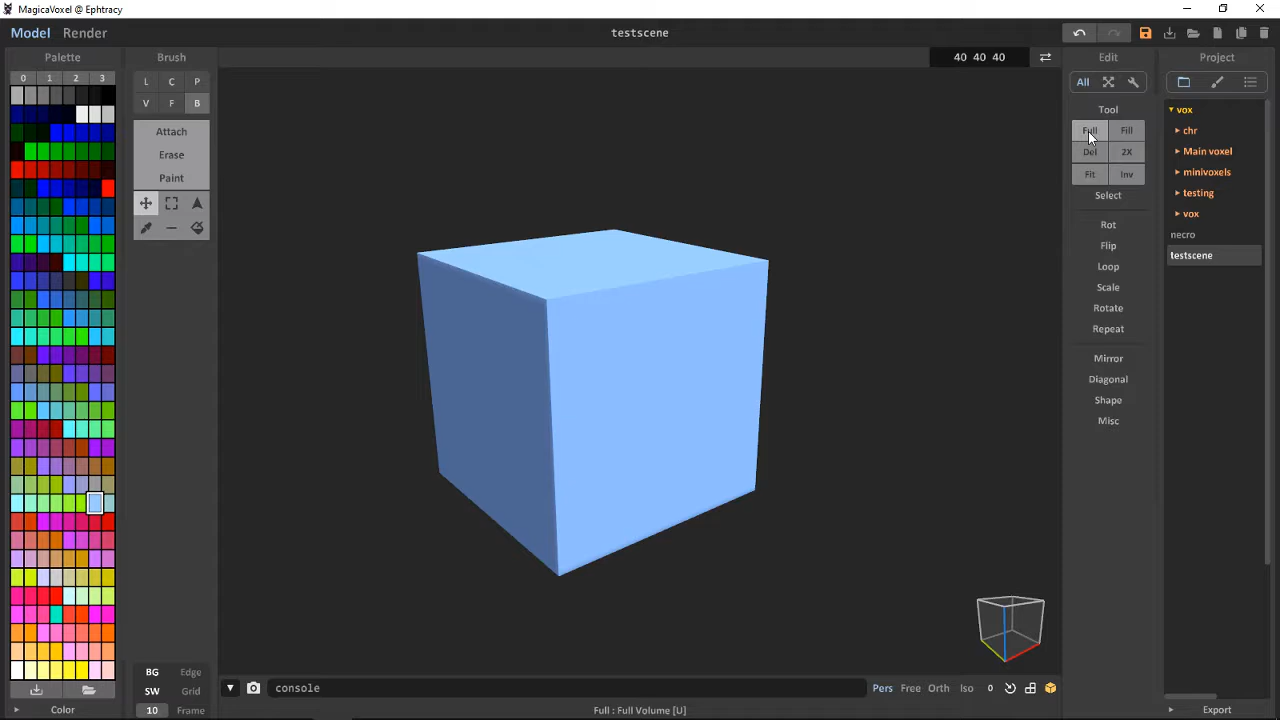 MagicaVoxel @ Ephtracy
Model Render
testscene
Palette
Brush
40 40 40
Edit
Project
0 1 2 3
L C P
V F B
Attach
Erase
Paint
All
Tool
Full Fill
Del 2X
Fit Inv
Select
Rot
Flip
Loop
Scale
Rotate
Repeat
Mirror
Diagonal
Shape
Misc
vox
chr
Main voxel
minivoxels
testing
vox
necro
testscene
BG Edge
SW Grid
10 Frame
console
Pers Free Orth Iso 0
Color
Full : Full Volume [U]
Export